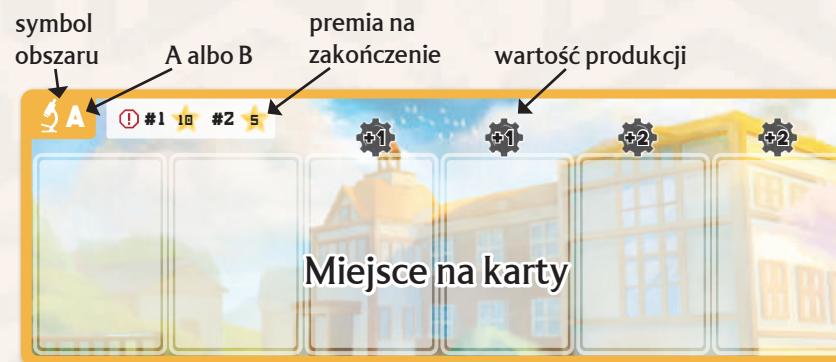 symbol
obszaru
A albo B
premia na
zakończenie
wartość produkcji
A
#1 10 #2 5
+1 +1 +2 +2
Miejsce na karty